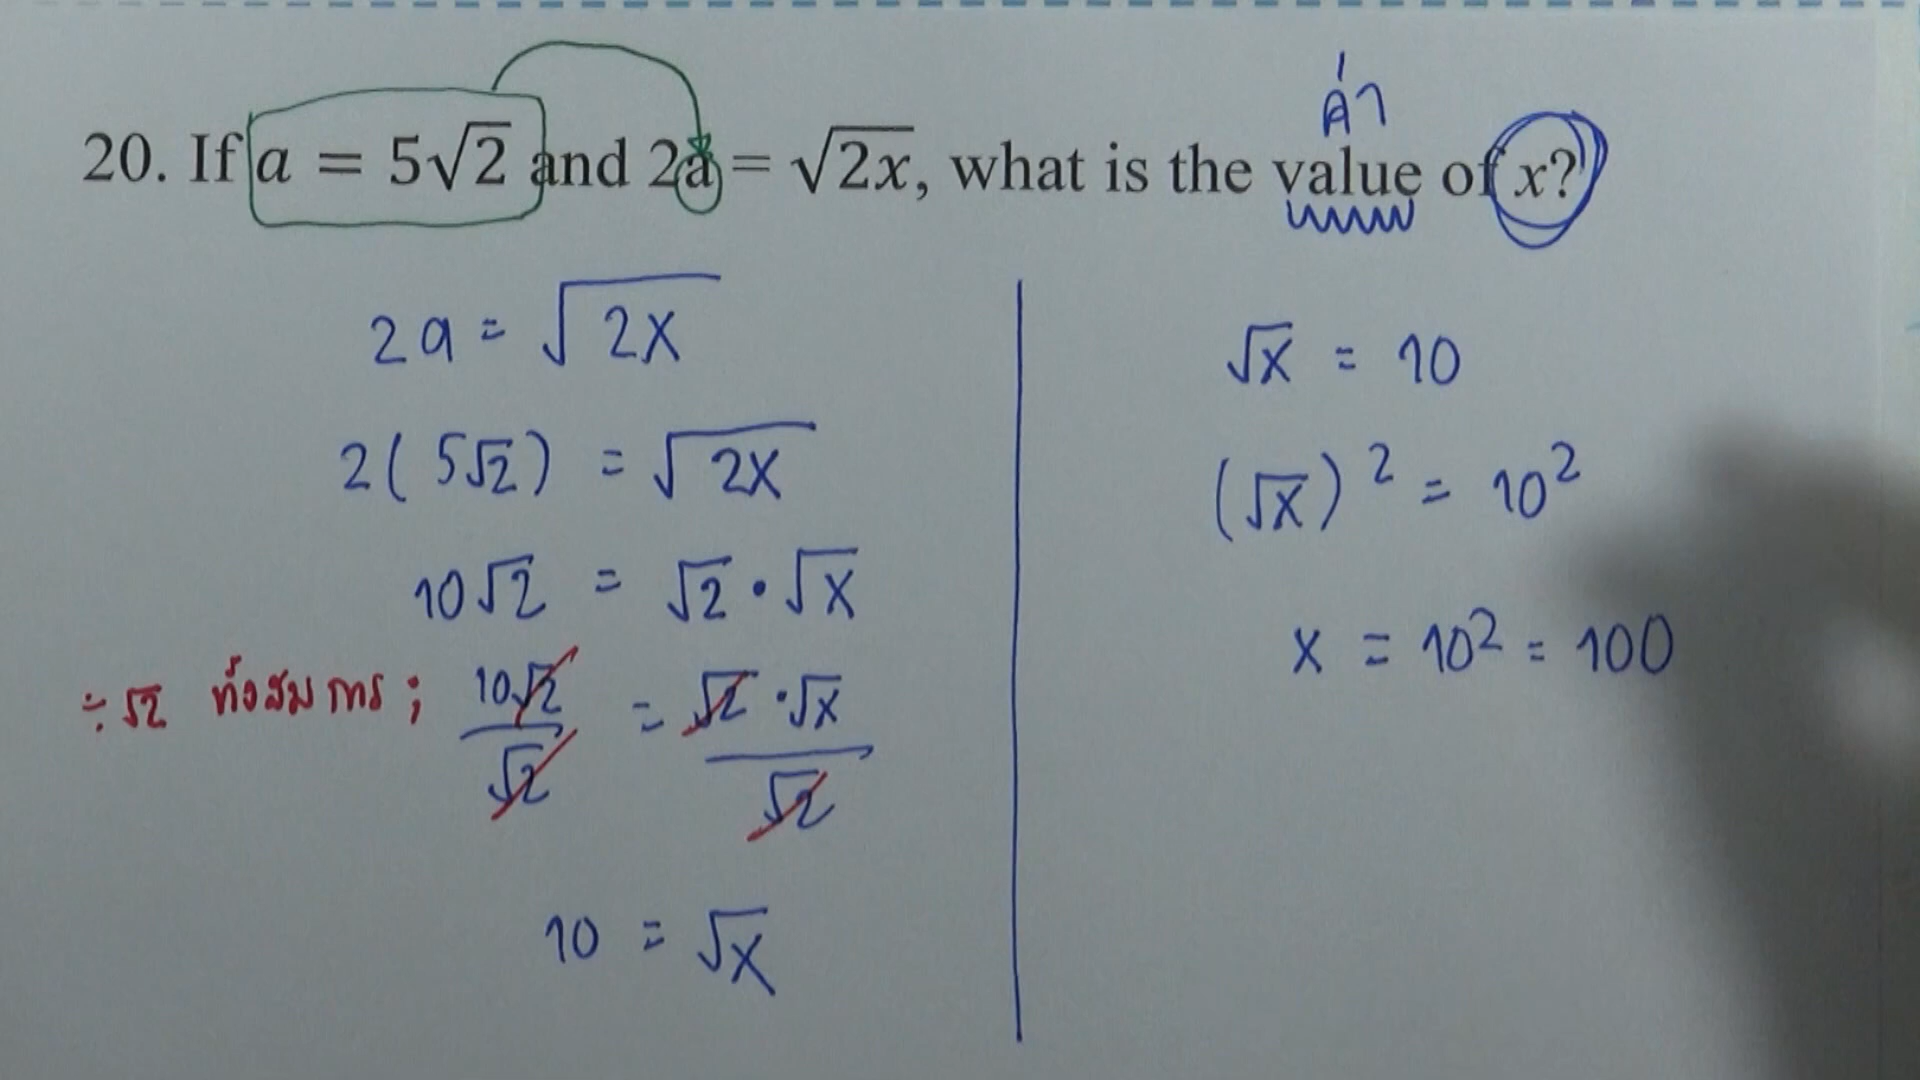 ค่า
20. If a = 5√2 and 2a = √2x, what is the value of x?
2a = √2x
2(5√2) = √2x
10√2 = √2 · √x
÷√2 ทั้งสมการ ; 10√2/√2 = √2 · √x/√2
10 = √x
√x = 10
(√x)² = 10²
x = 10² = 100